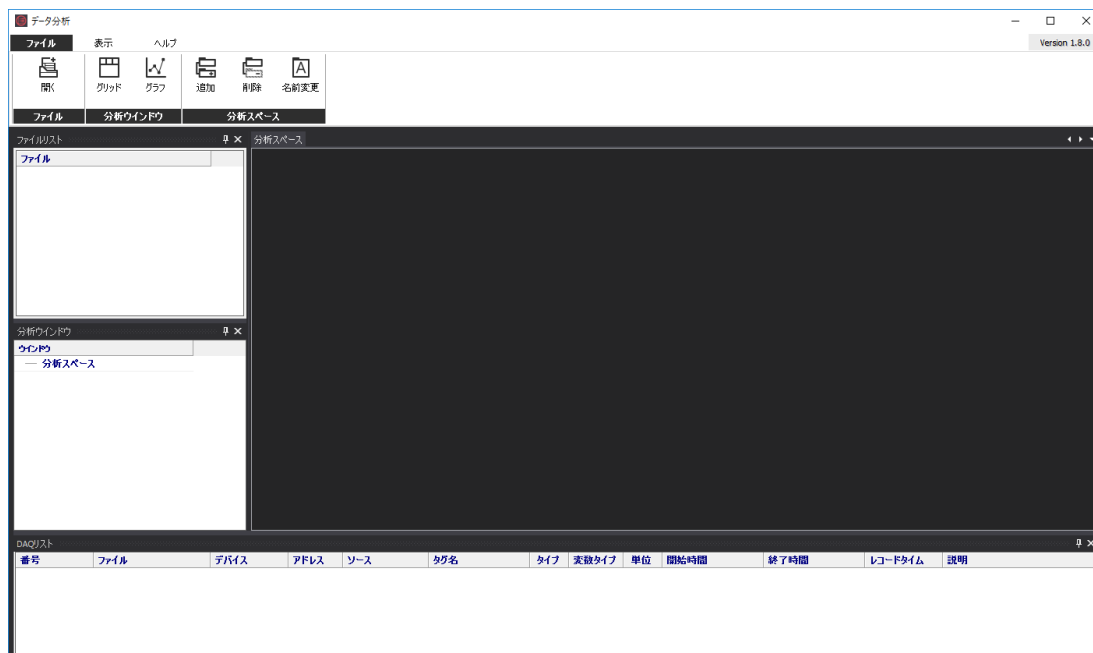 データ分析
ファイル 表示 ヘルプ Version 1.8.0
開く グリッド グラフ 追加 削除 名前変更
ファイル 分析ウインドウ 分析スペース
ファイルリスト 分析スペース
ファイル
分析ウインドウ
ウインドウ
分析スペース
DAQリスト
番号 ファイル デバイス アドレス ソース タグ名 タイプ 変数タイプ 単位 開始時間 終了時間 レコードタイム 説明